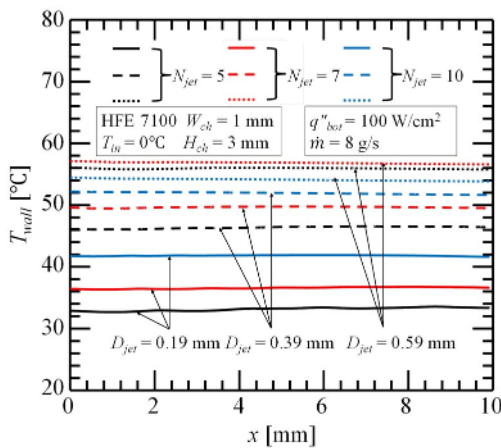 80
70
60
50
40
30
20
T_wall [°C]
N_jet = 5 N_jet = 7 N_jet = 10
HFE 7100 W_ch = 1 mm
T_in = 0℃ H_ch = 3 mm
q″_bot = 100 W/cm²
ṁ = 8 g/s
D_jet = 0.19 mm D_jet = 0.39 mm D_jet = 0.59 mm
0 2 4 6 8 10
x [mm]